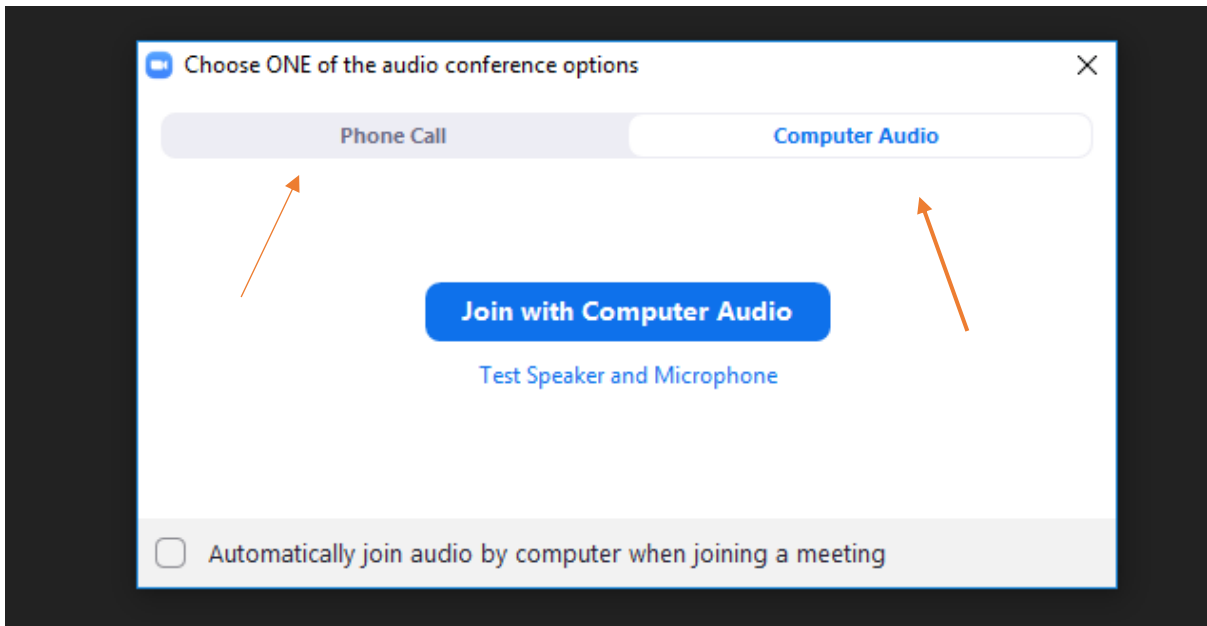 Choose ONE of the audio conference options
Phone Call
Computer Audio
Join with Computer Audio
Test Speaker and Microphone
Automatically join audio by computer when joining a meeting